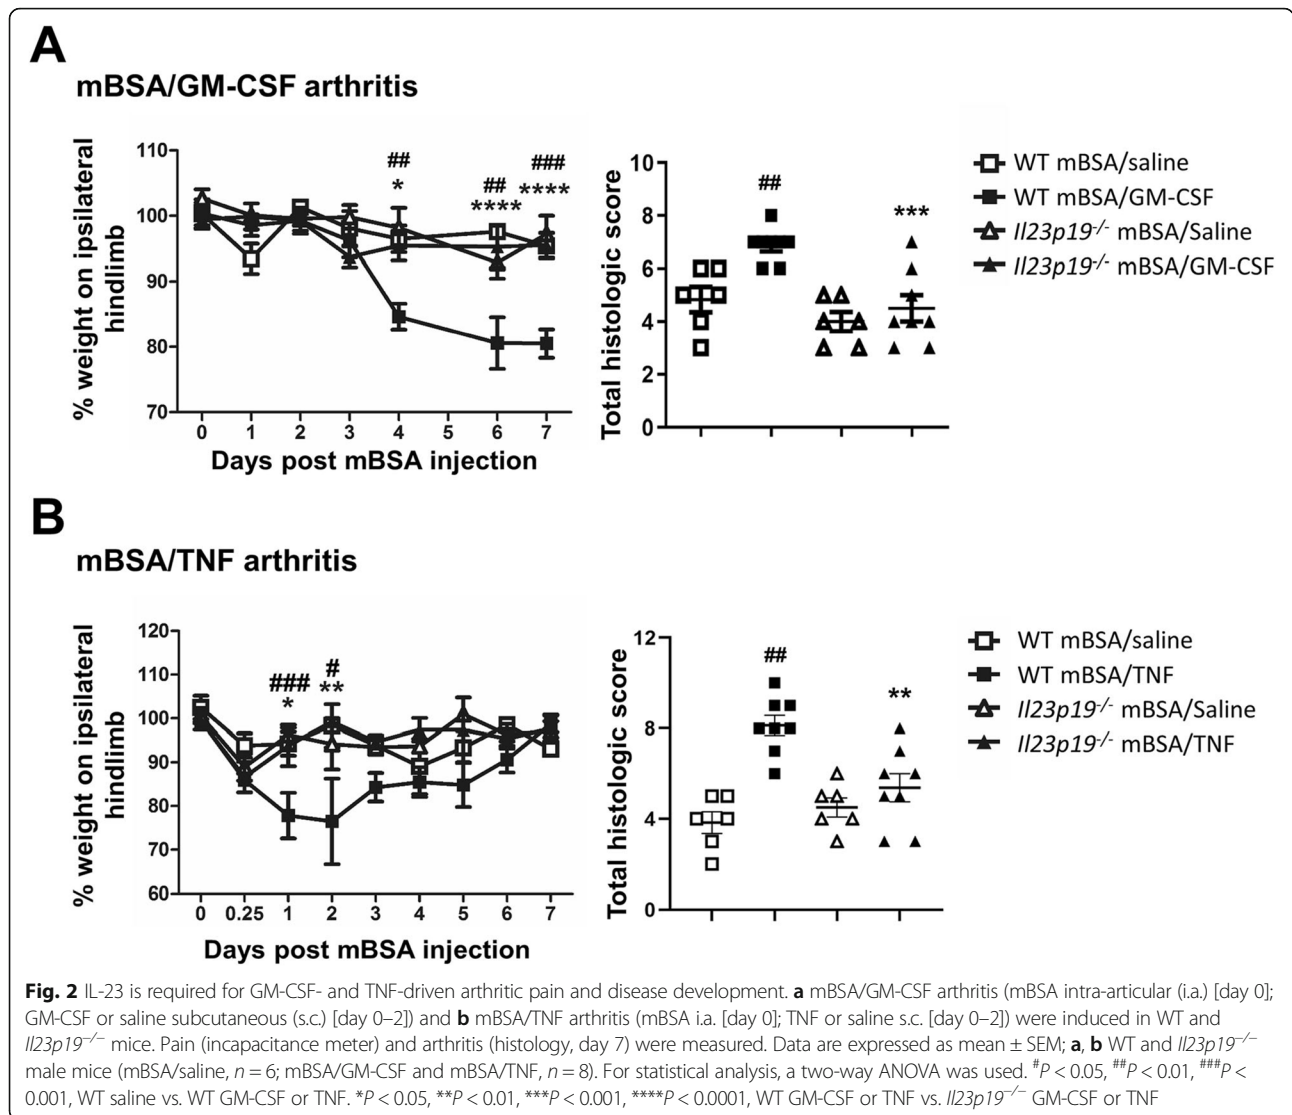 A
mBSA/GM-CSF arthritis
% weight on ipsilateral
hindlimb
110
100
90
80
70
##
*
##
****
###
****
0 1 2 3 4 5 6 7
Days post mBSA injection
Total histologic score
10
8
6
4
2
0
##
***
WT mBSA/saline
WT mBSA/GM-CSF
Il23p19-/- mBSA/Saline
Il23p19-/- mBSA/GM-CSF
B
mBSA/TNF arthritis
% weight on ipsilateral
hindlimb
120
110
100
90
80
70
60
###
*
#
**
0 0.25 1 2 3 4 5 6 7
Days post mBSA injection
Total histologic score
12
8
4
0
##
**
WT mBSA/saline
WT mBSA/TNF
Il23p19-/- mBSA/Saline
Il23p19-/- mBSA/TNF
Fig. 2 IL-23 is required for GM-CSF- and TNF-driven arthritic pain and disease development. a mBSA/GM-CSF arthritis (mBSA intra-articular (i.a.) [day 0];
GM-CSF or saline subcutaneous (s.c.) [day 0–2]) and b mBSA/TNF arthritis (mBSA i.a. [day 0]; TNF or saline s.c. [day 0–2]) were induced in WT and
Il23p19−/− mice. Pain (incapacitance meter) and arthritis (histology, day 7) were measured. Data are expressed as mean ± SEM; a, b WT and Il23p19−/−
male mice (mBSA/saline, n = 6; mBSA/GM-CSF and mBSA/TNF, n = 8). For statistical analysis, a two-way ANOVA was used. #P < 0.05, ##P < 0.01, ###P <
0.001, WT saline vs. WT GM-CSF or TNF. *P < 0.05, **P < 0.01, ***P < 0.001, ****P < 0.0001, WT GM-CSF or TNF vs. Il23p19−/− GM-CSF or TNF